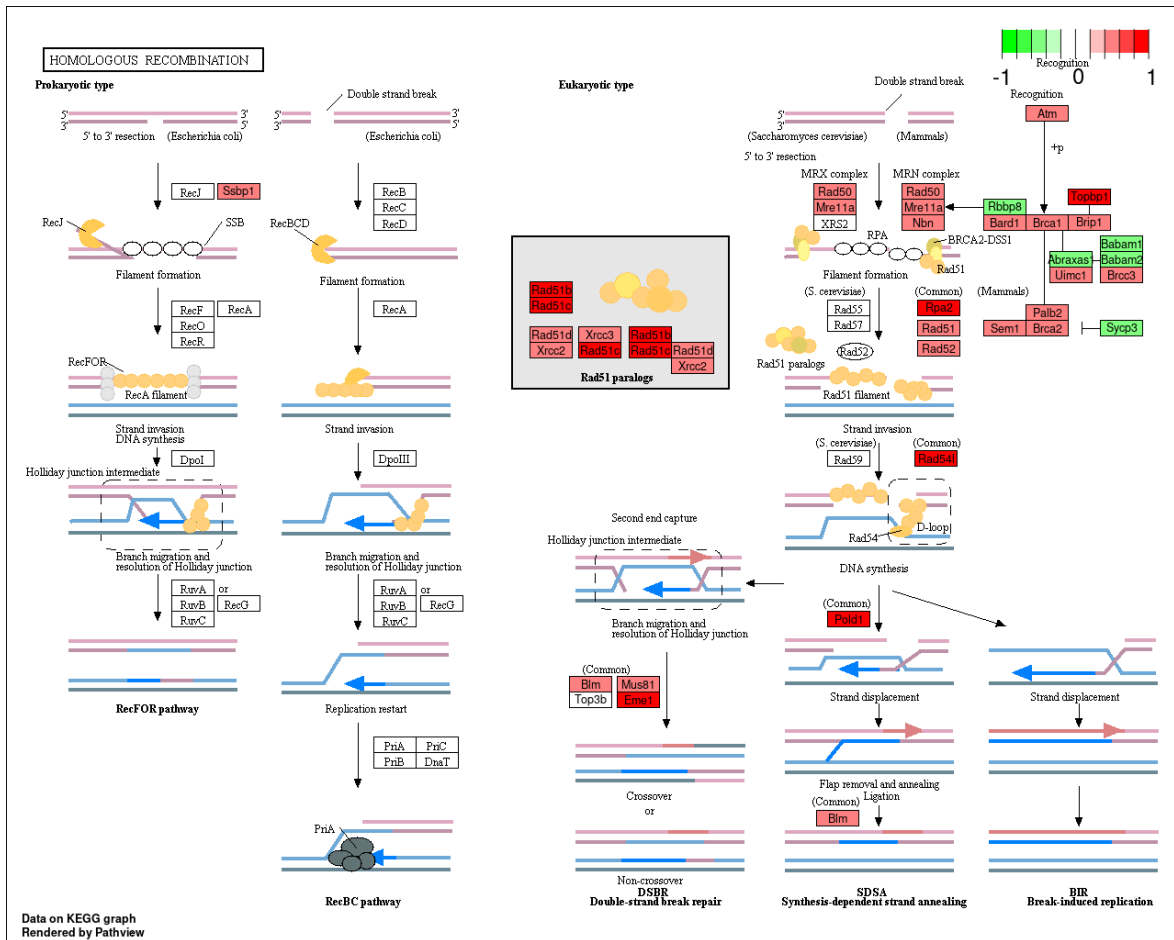 HOMOLOGOUS RECOMBINATION
Prokaryotic type
Double strand break
5' 3'
3' 5'
5' to 3' resection
(Escherichia coli)
5' 3'
3' 5'
(Escherichia coli)
RecJ
Ssbp1
RecB
RecC
RecD
RecJ
SSB
RecBCD
Filament formation
Filament formation
RecF
RecA
RecO
RecR
RecA
RecFOR
RecA filament
Strand invasion
DNA synthesis
Strand invasion
DpoI
DpoIII
Holliday junction intermediate
Branch migration and
resolution of Holliday junction
Branch migration and
resolution of Holliday junction
RuvA or
RuvB RecG
RuvC
RuvA or
RuvB RecG
RuvC
RecFOR pathway
Replication restart
PriA PriC
PriB DnaT
PriA
RecBC pathway
Eukaryotic type
Double strand break
5' 3'
3' 5'
(Saccharomyces cerevisiae)
(Mammals)
5' to 3' resection
MRX complex
Rad50
Mre11a
XRS2
MRN complex
Rad50
Mre11a
Nbn
Recognition
-1 0 1
Recognition
Atm
+p
Rbbp8
Topbp1
Bard1 Brca1 Brip1
Abraxas1
Babam1
Babam2
Uimc1
Brcc3
RPA
BRCA2-DSS1
Rad51
Filament formation
(S. cerevisiae)
Rad55
Rad57
Rad52
(Common)
Rpa2
Rad51
Rad52
(Mammals)
Palb2
Sem1 Brca2
Sycp3
Rad51b
Rad51c
Rad51d
Xrcc2
Xrcc3
Rad51c
Rad51b
Rad51c
Rad51d
Xrcc2
Rad51 paralogs
Rad51 paralogs
Rad51 filament
Strand invasion
(S. cerevisiae)
Rad59
(Common)
Rad54l
Rad54
D-loop
DNA synthesis
Second end capture
Holliday junction intermediate
Branch migration and
resolution of Holliday junction
(Common)
Blm Mus81
Top3b Eme1
Crossover
or
Non-crossover
DSBR
Double-strand break repair
(Common)
Pold1
Strand displacement
Flap removal and annealing
Ligation
(Common)
Blm
SDSA
Synthesis-dependent strand annealing
Strand displacement
BIR
Break-induced replication
Data on KEGG graph
Rendered by Pathview